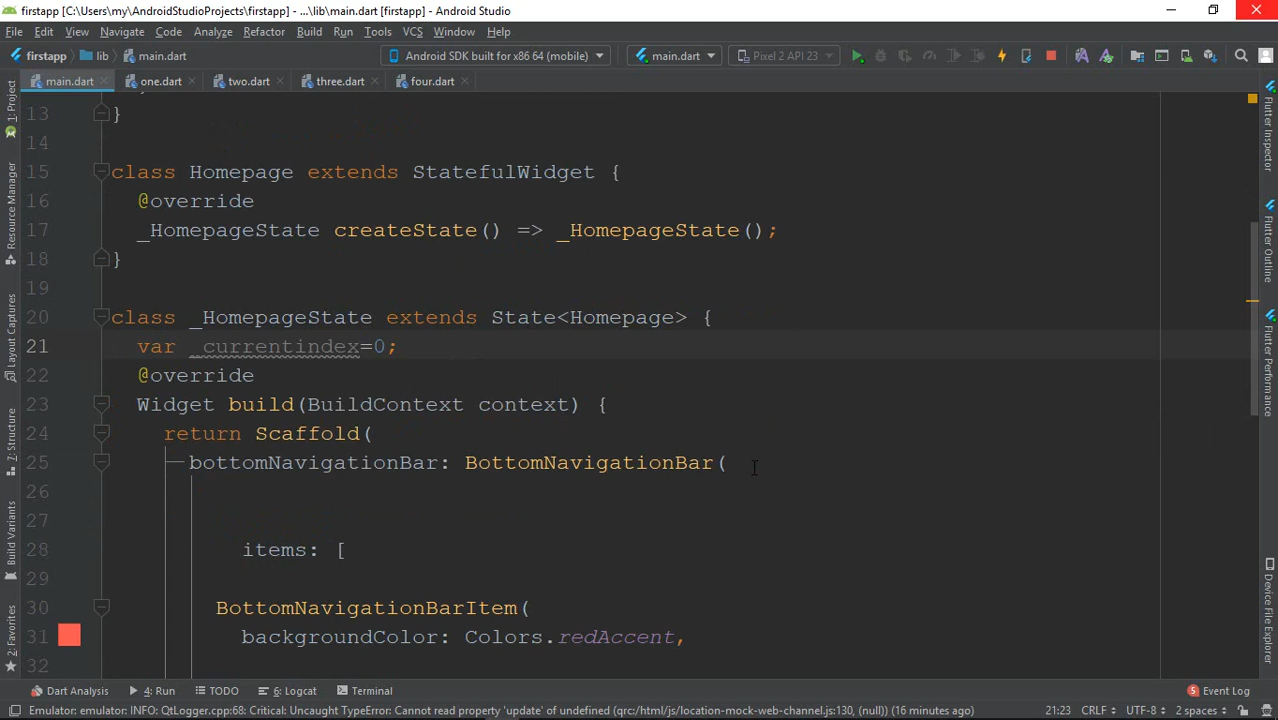 firstapp [C:\Users\my\AndroidStudioProjects\firstapp] - ...\lib\main.dart [firstapp] - Android Studio
File Edit View Navigate Code Analyze Refactor Build Run Tools VCS Window Help
firstapp lib main.dart Android SDK built for x86 64 (mobile) main.dart Pixel 2 API 23
main.dart one.dart two.dart three.dart four.dart
13 }
14
15 class Homepage extends StatefulWidget {
16 @override
17 _HomepageState createState() => _HomepageState();
18 }
19
20 class _HomepageState extends State<Homepage> {
21 var _currentindex=0;
22 @override
23 Widget build(BuildContext context) {
24 return Scaffold(
25 bottomNavigationBar: BottomNavigationBar(
26
27
28 items: [
29
30 BottomNavigationBarItem(
31 backgroundColor: Colors.redAccent,
32
1: Project
Resource Manager
Layout Captures
7: Structure
Build Variants
2: Favorites
Flutter Inspector
Flutter Outline
Flutter Performance
Device File Explorer
Dart Analysis 4: Run TODO 6: Logcat Terminal 5 Event Log
Emulator: emulator: INFO: QtLogger.cpp:68: Critical: Uncaught TypeError: Cannot read property 'update' of undefined (qrc:/html/js/location-mock-web-channel.js:130, (null)) (16 minutes ago) 21:23 CRLF UTF-8 2 spaces